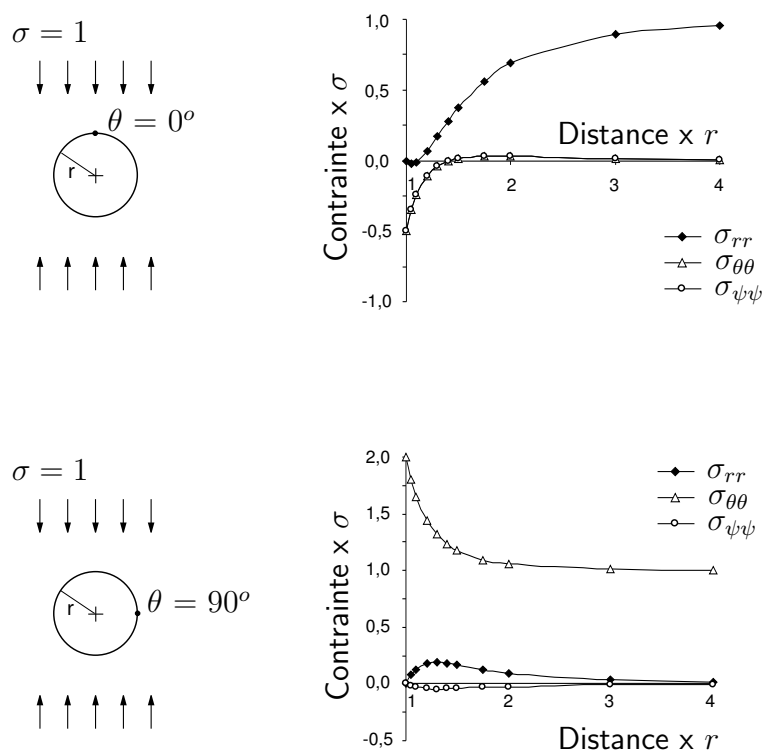 σ = 1
θ = 0°
r
Contrainte x σ
1,0
0,5
0,0
-0,5
-1,0
Distance x r
1 2 3 4
σrr
σθθ
σψψ
σ = 1
θ = 90°
r
Contrainte x σ
2,0
1,5
1,0
0,5
0,0
-0,5
1 2 3 4
Distance x r
σrr
σθθ
σψψ